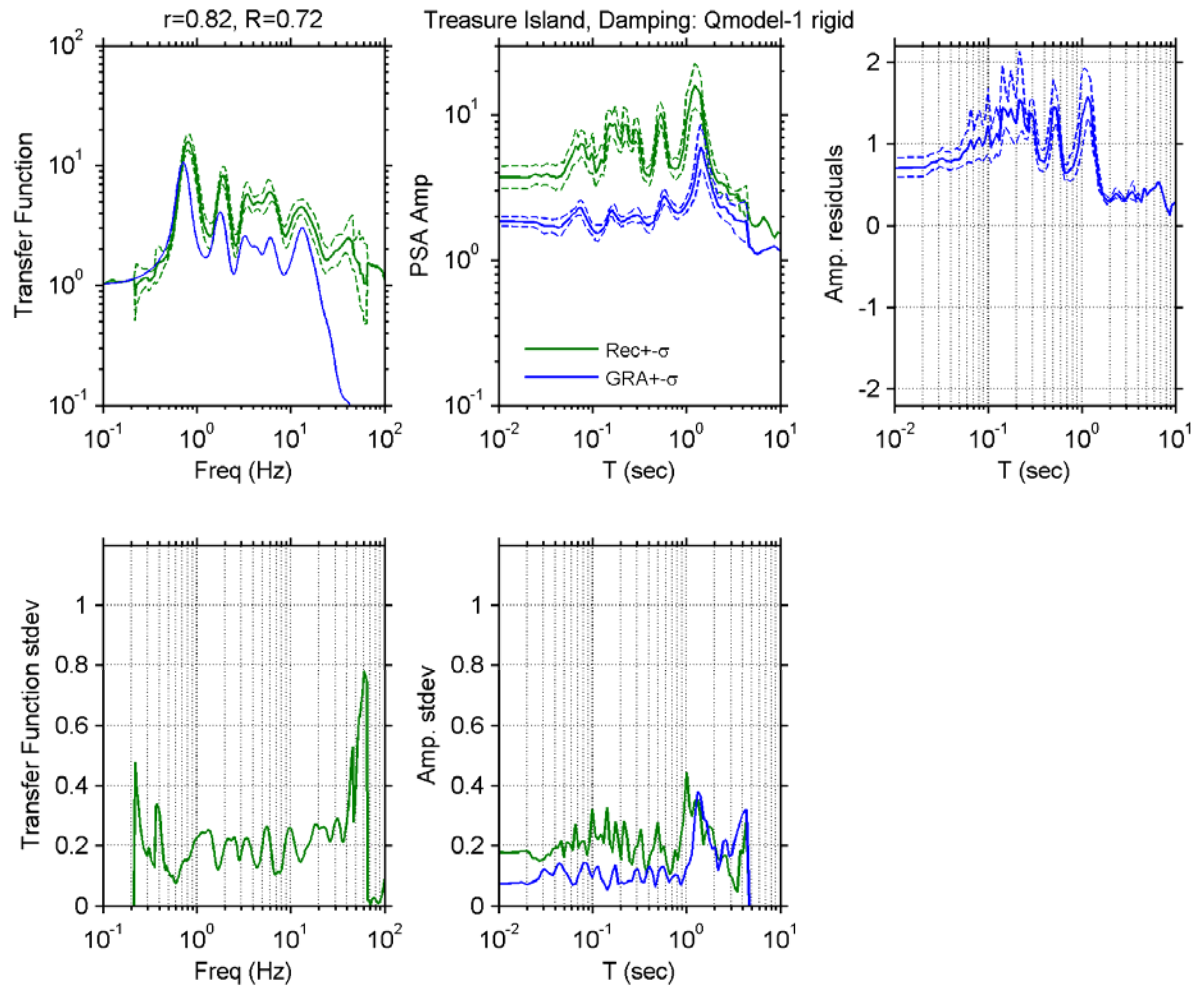 r=0.82, R=0.72
Treasure Island, Damping: Qmodel-1 rigid
Transfer Function
10^2
10^1
10^0
10^-1
10^-1 10^0 10^1 10^2
Freq (Hz)
PSA Amp
10^1
10^0
10^-1
Rec+-σ
GRA+-σ
10^-2 10^-1 10^0 10^1
T (sec)
Amp. residuals
2
1
0
-1
-2
10^-2 10^-1 10^0 10^1
T (sec)
Transfer Function stdev
1
0.8
0.6
0.4
0.2
0
10^-1 10^0 10^1 10^2
Freq (Hz)
Amp. stdev
1
0.8
0.6
0.4
0.2
0
10^-2 10^-1 10^0 10^1
T (sec)